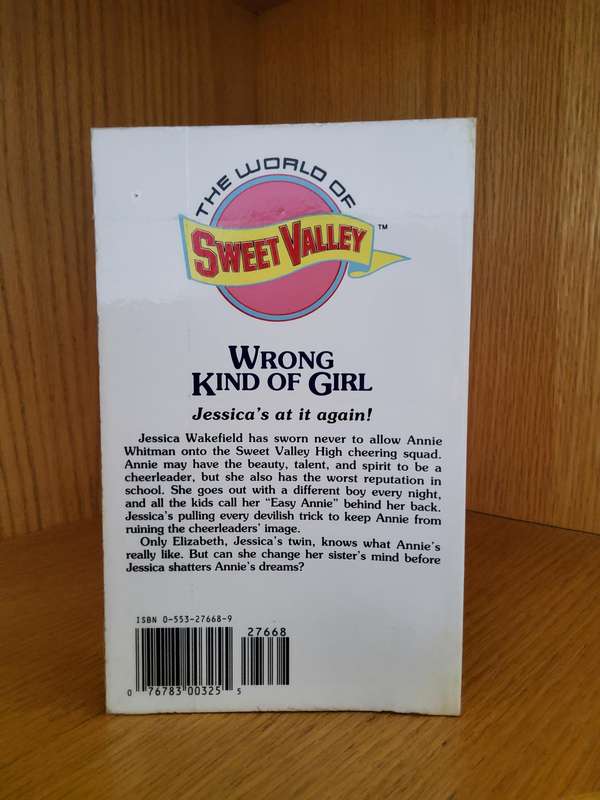 THE WORLD OF
SWEET VALLEY™
WRONG
KIND OF GIRL
Jessica's at it again!
Jessica Wakefield has sworn never to allow Annie
Whitman onto the Sweet Valley High cheering squad.
Annie may have the beauty, talent, and spirit to be a
cheerleader, but she also has the worst reputation in
school. She goes out with a different boy every night,
and all the kids call her "Easy Annie" behind her back.
Jessica's pulling every devilish trick to keep Annie from
ruining the cheerleaders' image.
Only Elizabeth, Jessica's twin, knows what Annie's
really like. But can she change her sister's mind before
Jessica shatters Annie's dreams?
ISBN 0-553-27668-9
27668
0 76783 00325 5